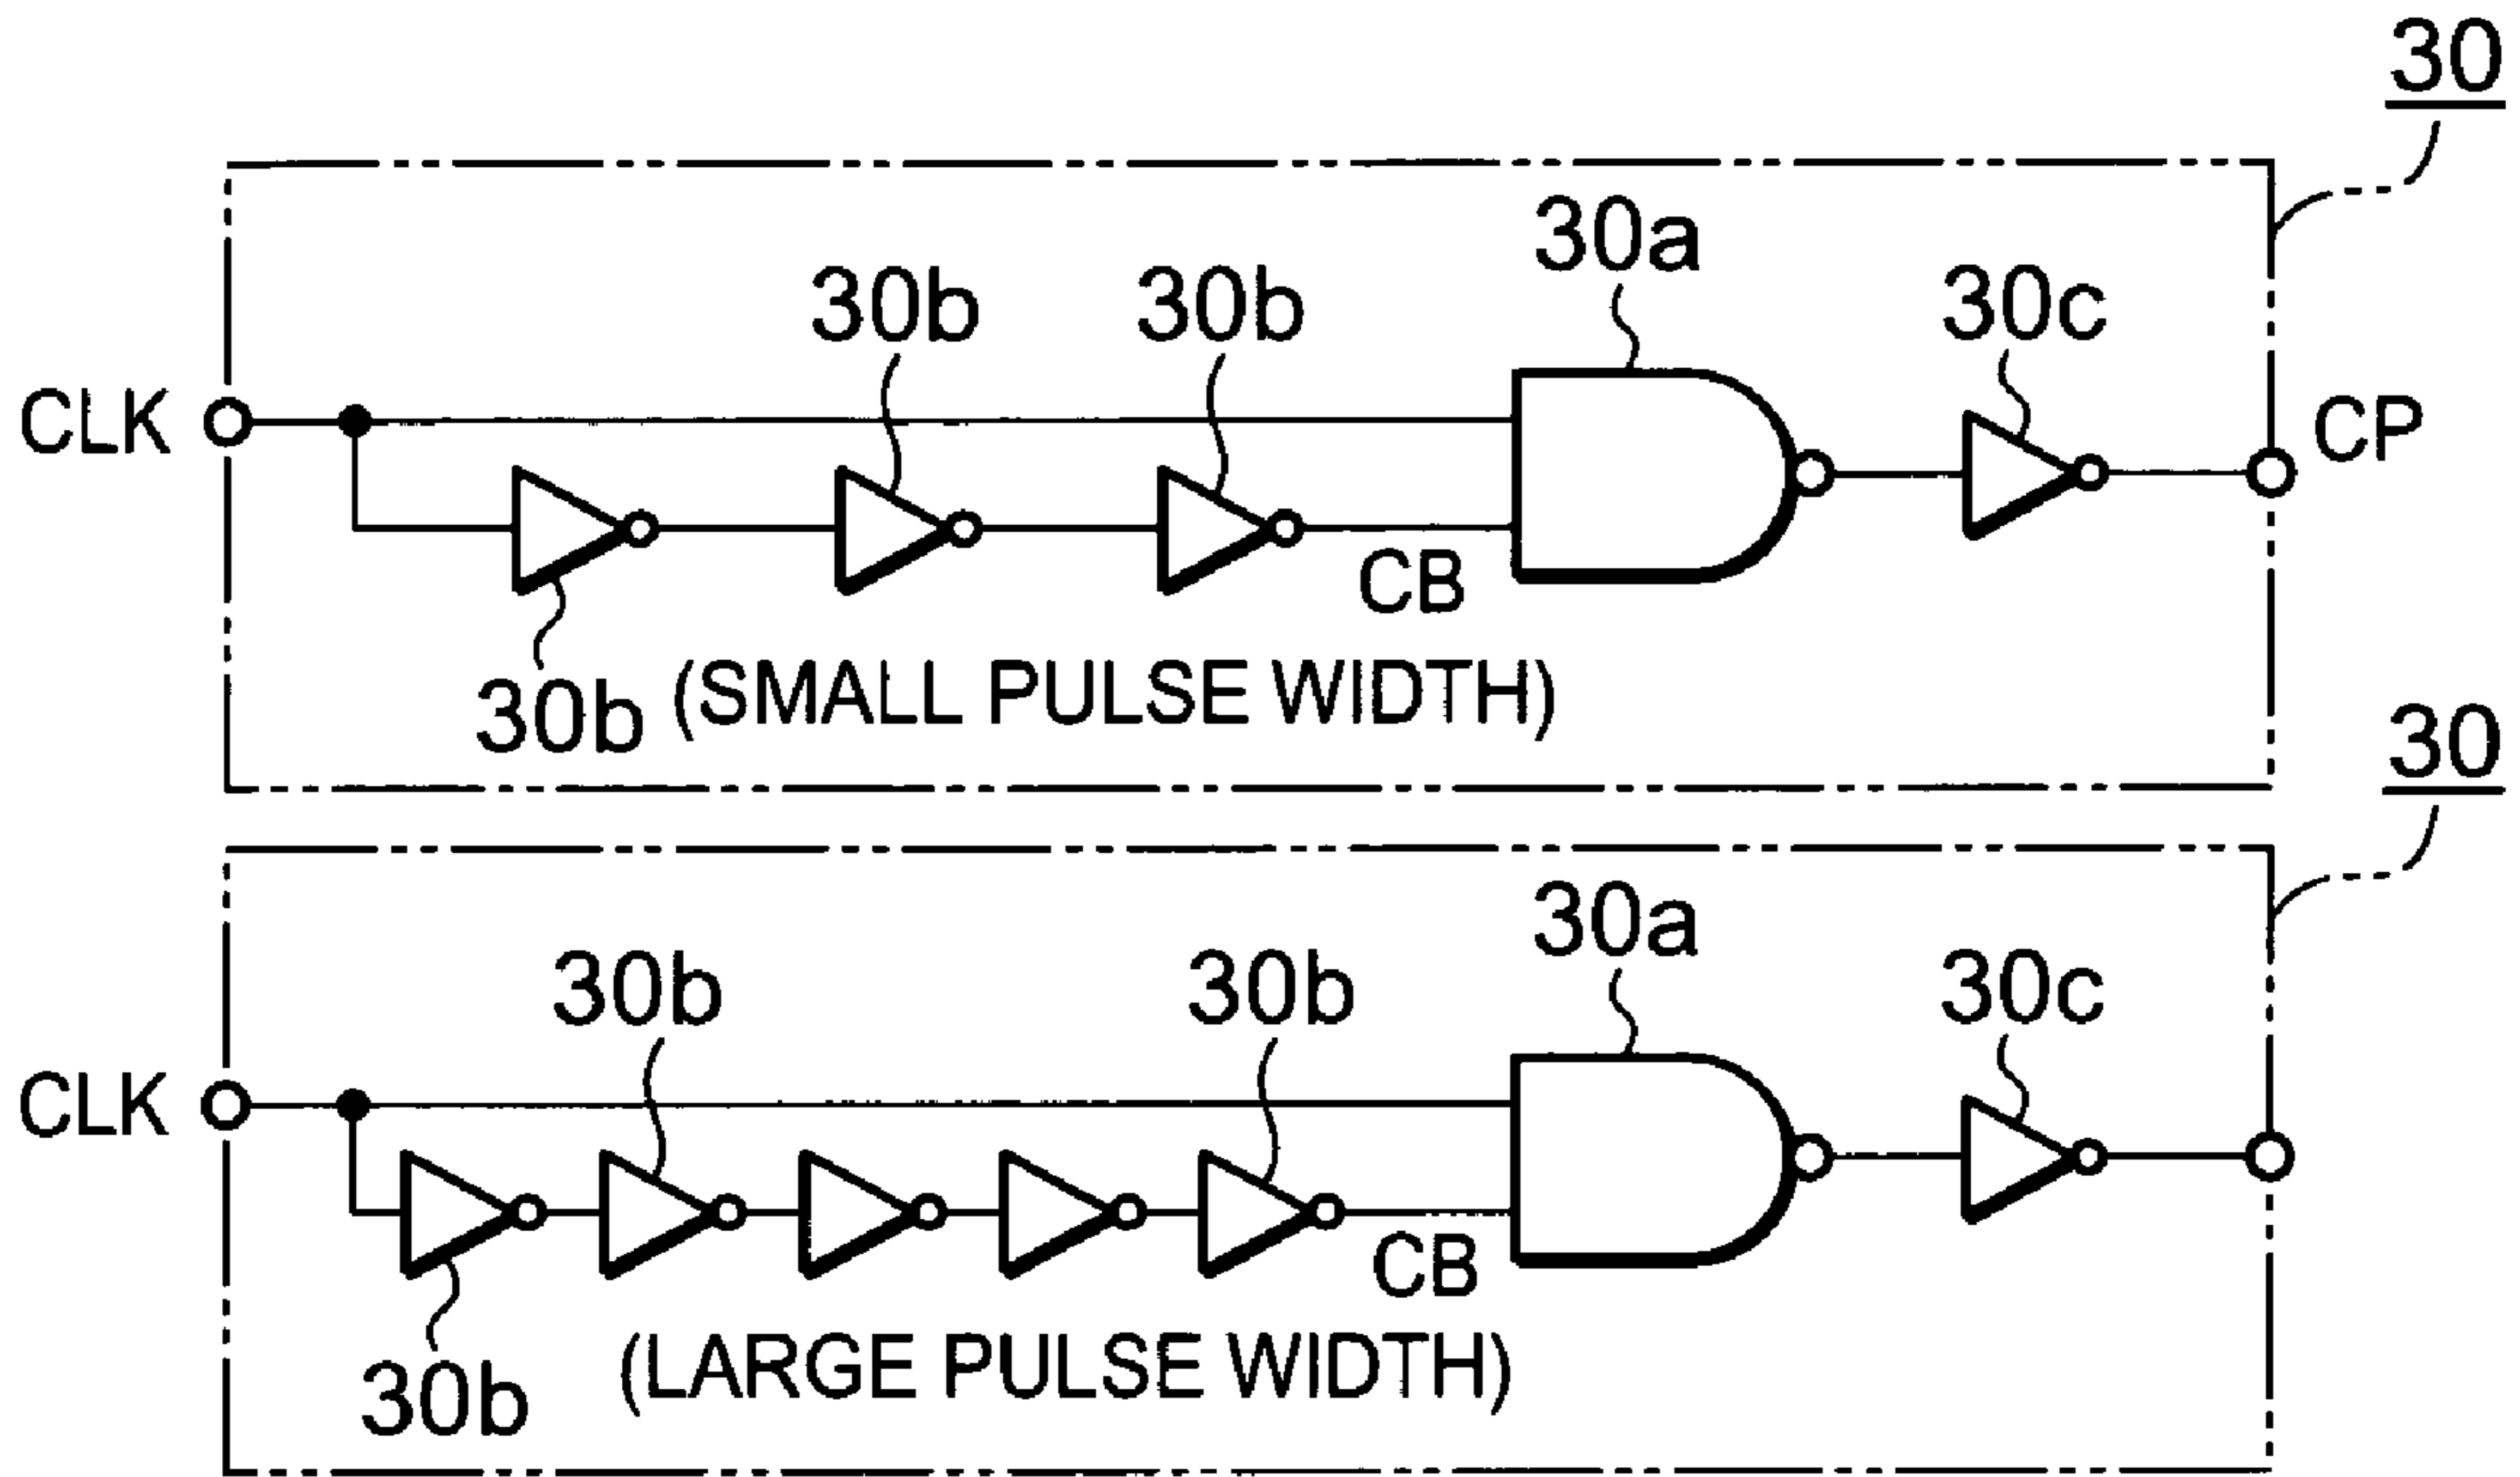 30
30a
30b 30b 30c
CLK CP
CB
30b (SMALL PULSE WIDTH)
30
30a
30b 30b 30c
CLK
CB
30b (LARGE PULSE WIDTH)